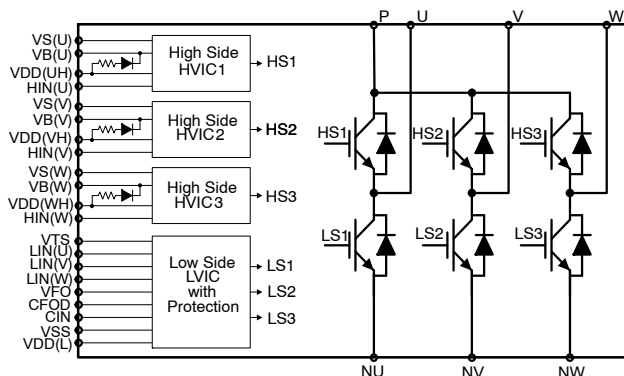 P
U
V
W
VS(U)
VB(U)
VDD(UH)
HIN(U)
High Side
HVIC1
HS1
VS(V)
VB(V)
VDD(VH)
HIN(V)
High Side
HVIC2
HS2
VS(W)
VB(W)
VDD(WH)
HIN(W)
High Side
HVIC3
HS3
VTS
LIN(U)
LIN(V)
LIN(W)
VFO
CFOD
CIN
VSS
VDD(L)
Low Side
LVIC
with
Protection
LS1
LS2
LS3
HS1
HS2
HS3
LS1
LS2
LS3
NU
NV
NW